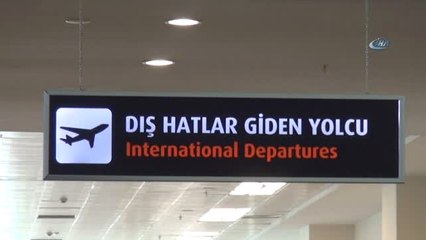 DIŞ HATLAR GİDEN YOLCU
International Departures